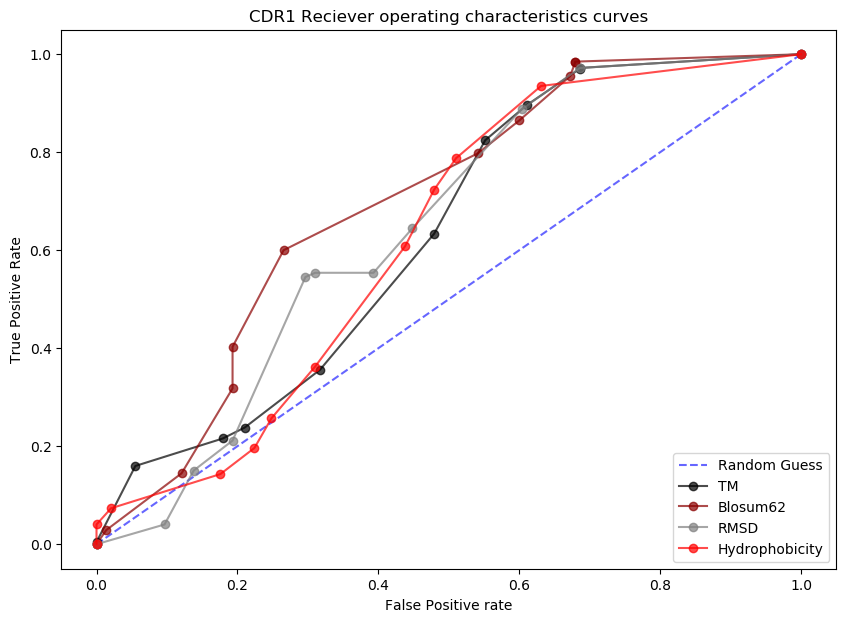 CDR1 Reciever operating characteristics curves
True Positive Rate
1.0
0.8
0.6
0.4
0.2
0.0
0.0 0.2 0.4 0.6 0.8 1.0
False Positive rate
Random Guess
TM
Blosum62
RMSD
Hydrophobicity